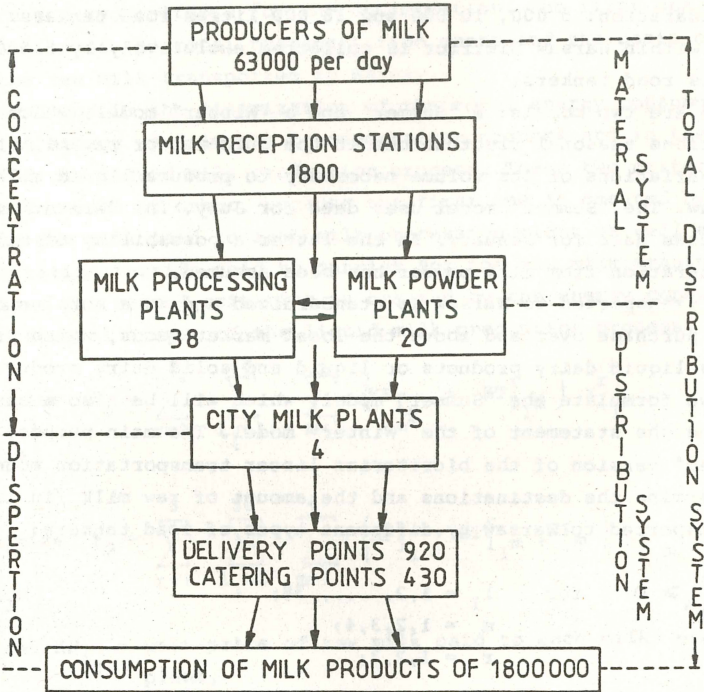 PRODUCERS OF MILK
63000 per day
MILK RECEPTION STATIONS
1800
MILK PROCESSING
PLANTS
38
MILK POWDER
PLANTS
20
CITY MILK PLANTS
4
DELIVERY POINTS 920
CATERING POINTS 430
CONSUMPTION OF MILK PRODUCTS OF 1800000
CONCENTRATION
DISPERTION
MATERIAL
SYSTEM
DISTRIBUTION
SYSTEM
TOTAL DISTRIBUTION SYSTEM